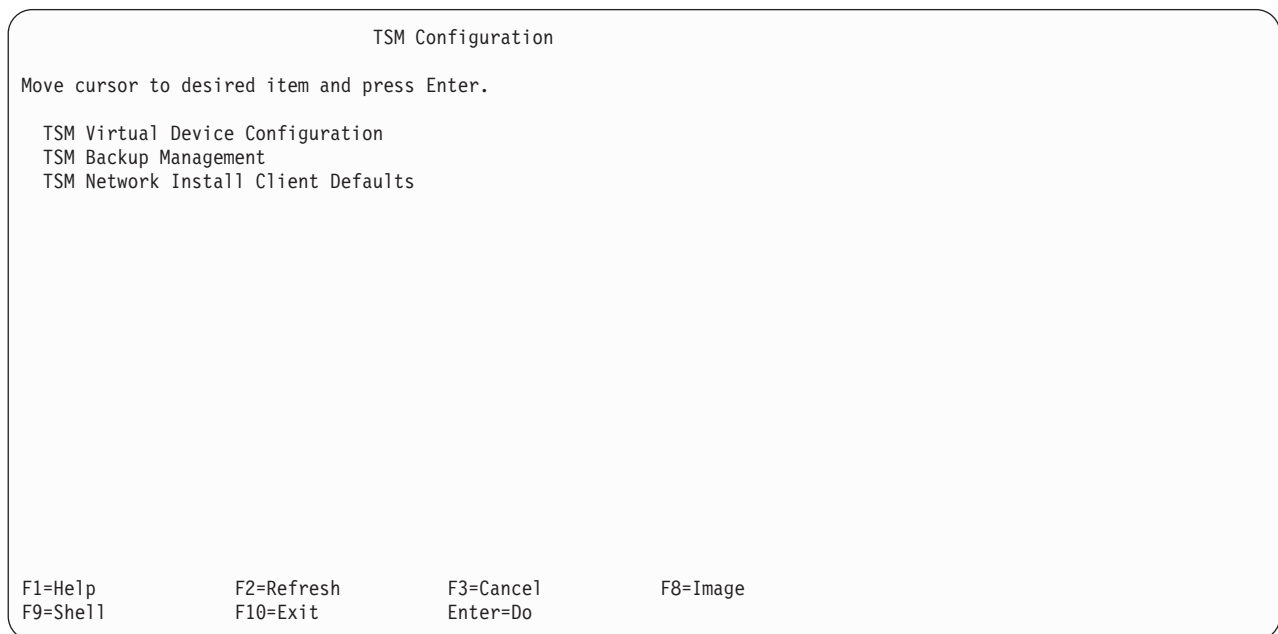 TSM Configuration
Move cursor to desired item and press Enter.
TSM Virtual Device Configuration
TSM Backup Management
TSM Network Install Client Defaults
F1=Help F2=Refresh F3=Cancel F8=Image
F9=Shell F10=Exit Enter=Do